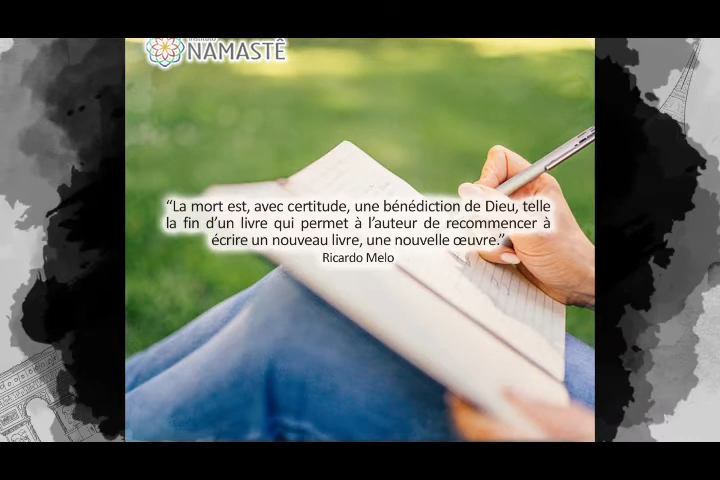 NAMASTÊ
“La mort est, avec certitude, une bénédiction de Dieu, telle
la fin d’un livre qui permet à l’auteur de recommencer à
écrire un nouveau livre, une nouvelle œuvre.”
Ricardo Melo